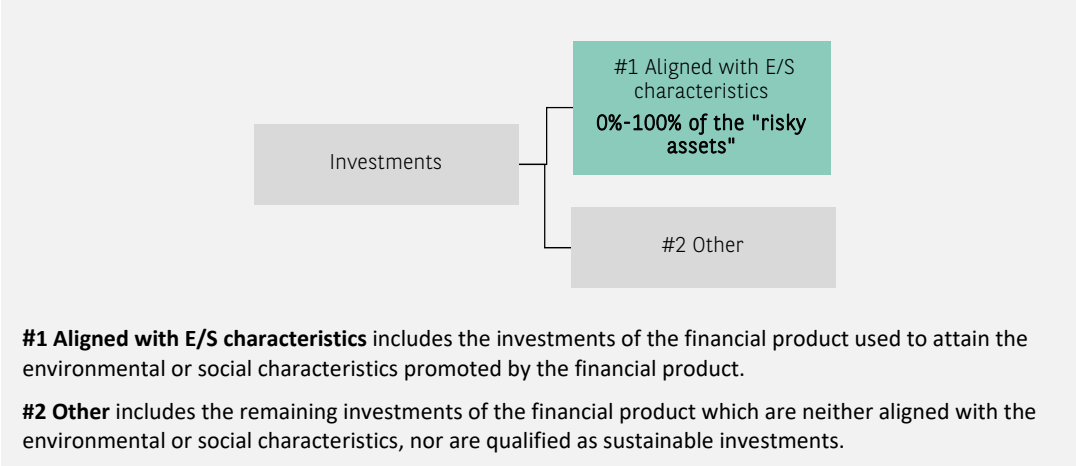 #1 Aligned with E/S
characteristics
0%-100% of the "risky
assets"
Investments
#2 Other
#1 Aligned with E/S characteristics includes the investments of the financial product used to attain the
environmental or social characteristics promoted by the financial product.
#2 Other includes the remaining investments of the financial product which are neither aligned with the
environmental or social characteristics, nor are qualified as sustainable investments.